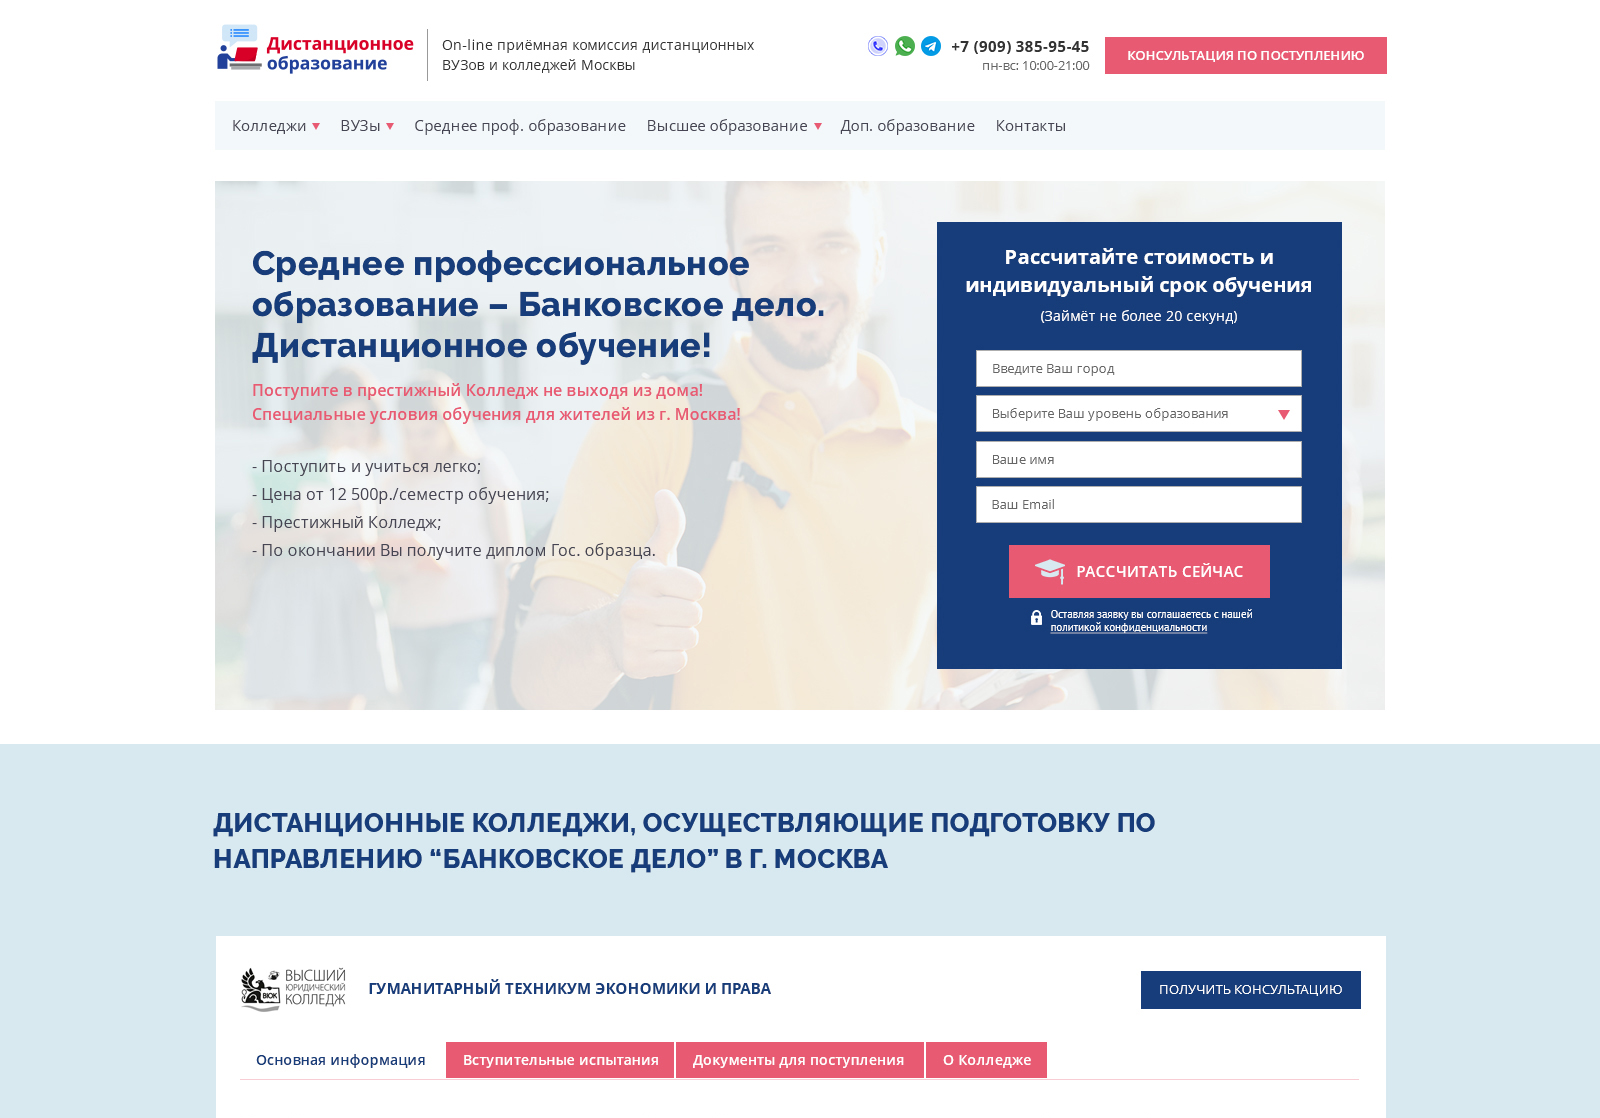 Дистанционное
образование
On-line приёмная комиссия дистанционных
ВУЗов и колледжей Москвы
+7 (909) 385-95-45
пн-вс: 10:00-21:00
КОНСУЛЬТАЦИЯ ПО ПОСТУПЛЕНИЮ
Колледжи ВУЗы Среднее проф. образование Высшее образование Доп. образование Контакты
Среднее профессиональное
образование – Банковское дело.
Дистанционное обучение!
Поступите в престижный Колледж не выходя из дома!
Специальные условия обучения для жителей из г. Москва!
- Поступить и учиться легко;
- Цена от 12 500р./семестр обучения;
- Престижный Колледж;
- По окончании Вы получите диплом Гос. образца.
Рассчитайте стоимость и
индивидуальный срок обучения
(Займёт не более 20 секунд)
Введите Ваш город
Выберите Ваш уровень образования
Ваше имя
Ваш Email
РАССЧИТАТЬ СЕЙЧАС
Оставляя заявку вы соглашаетесь с нашей
политикой конфиденциальности
ДИСТАНЦИОННЫЕ КОЛЛЕДЖИ, ОСУЩЕСТВЛЯЮЩИЕ ПОДГОТОВКУ ПО
НАПРАВЛЕНИЮ “БАНКОВСКОЕ ДЕЛО” В Г. МОСКВА
ВЮК
ВЫСШИЙ
ЮРИДИЧЕСКИЙ
КОЛЛЕДЖ
ГУМАНИТАРНЫЙ ТЕХНИКУМ ЭКОНОМИКИ И ПРАВА
ПОЛУЧИТЬ КОНСУЛЬТАЦИЮ
Основная информация Вступительные испытания Документы для поступления О Колледже